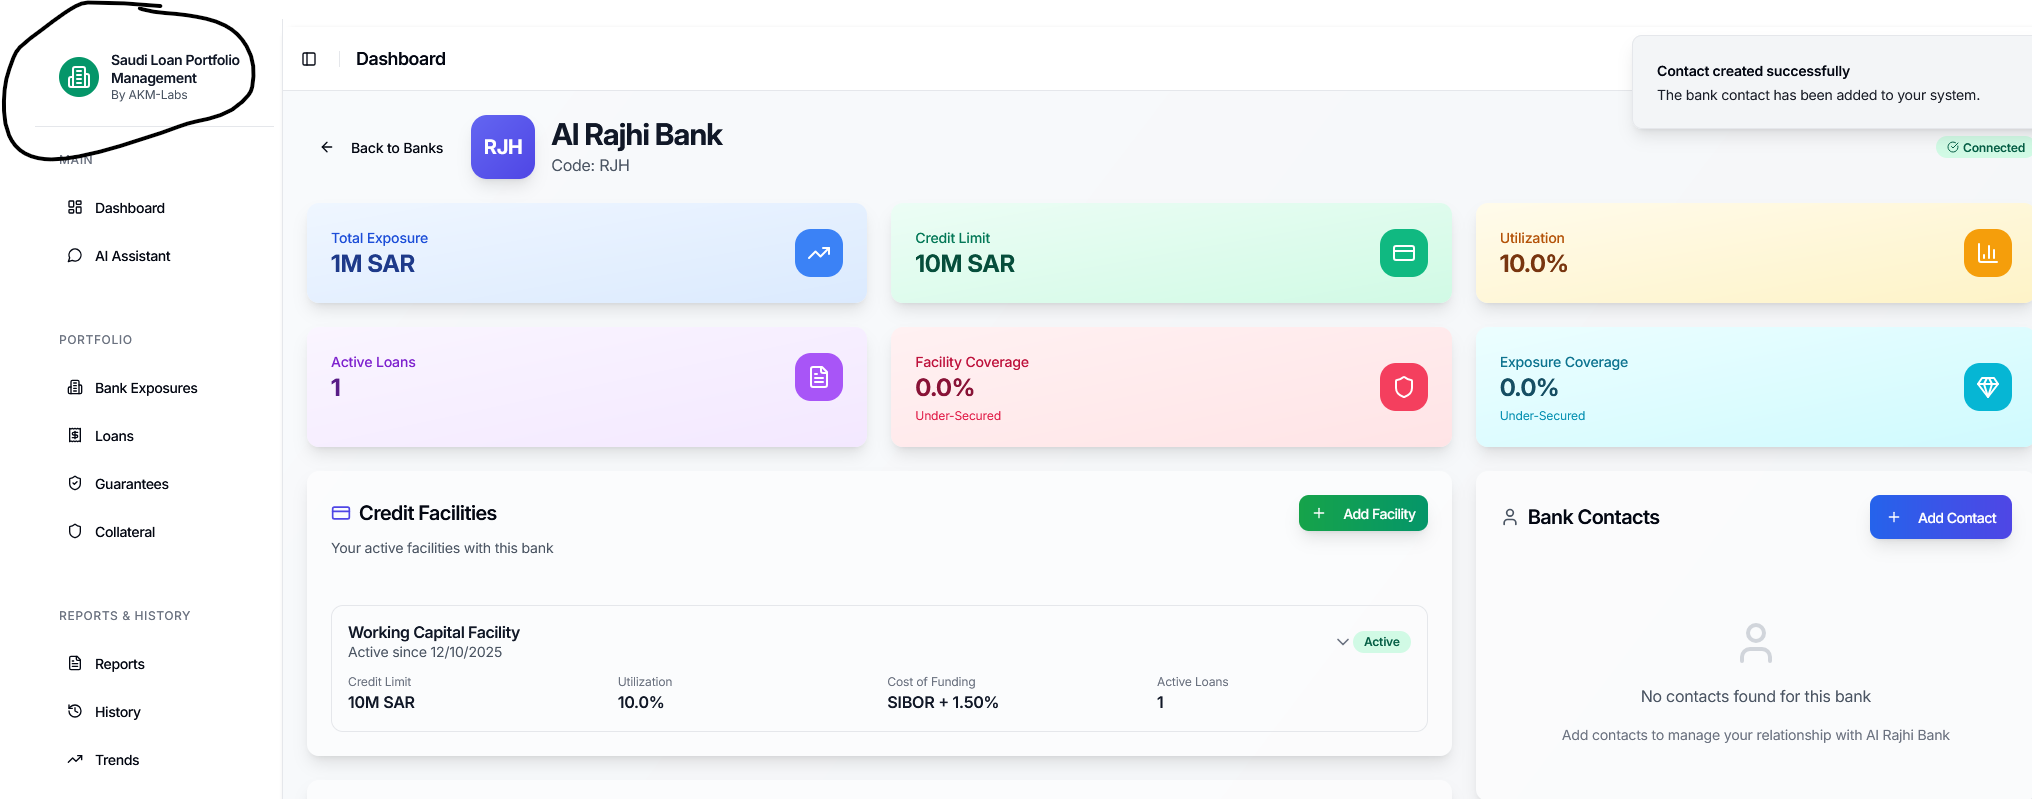 Saudi Loan Portfolio
Management
By AKM-Labs
MAIN
Dashboard
AI Assistant
PORTFOLIO
Bank Exposures
Loans
Guarantees
Collateral
REPORTS & HISTORY
Reports
History
Trends
Dashboard
Contact created successfully
The bank contact has been added to your system.
Back to Banks
RJH
Al Rajhi Bank
Code: RJH
Connected
Total Exposure
1M SAR
Credit Limit
10M SAR
Utilization
10.0%
Active Loans
1
Facility Coverage
0.0%
Under-Secured
Exposure Coverage
0.0%
Under-Secured
Credit Facilities
Add Facility
Your active facilities with this bank
Working Capital Facility
Active since 12/10/2025
Active
Credit Limit
10M SAR
Utilization
10.0%
Cost of Funding
SIBOR + 1.50%
Active Loans
1
Bank Contacts
Add Contact
No contacts found for this bank
Add contacts to manage your relationship with Al Rajhi Bank